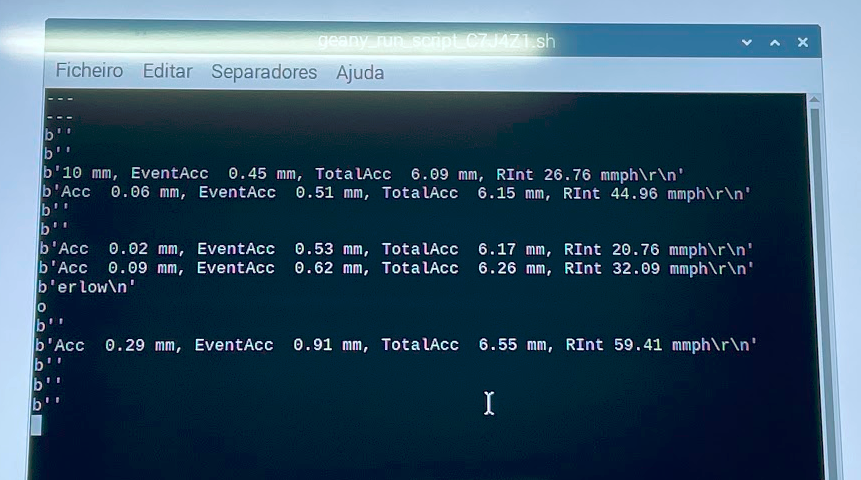 geany_run_script_C7J4Z1.sh
Ficheiro Editar Separadores Ajuda
---
---
b''
b''
b'10 mm, EventAcc  0.45 mm, TotalAcc  6.09 mm, RInt 26.76 mmph\r\n'
b'Acc  0.06 mm, EventAcc  0.51 mm, TotalAcc  6.15 mm, RInt 44.96 mmph\r\n'
b''
b''
b'Acc  0.02 mm, EventAcc  0.53 mm, TotalAcc  6.17 mm, RInt 20.76 mmph\r\n'
b'Acc  0.09 mm, EventAcc  0.62 mm, TotalAcc  6.26 mm, RInt 32.09 mmph\r\n'
b'erlow\n'
o
b''
b'Acc  0.29 mm, EventAcc  0.91 mm, TotalAcc  6.55 mm, RInt 59.41 mmph\r\n'
b''
b''
b''